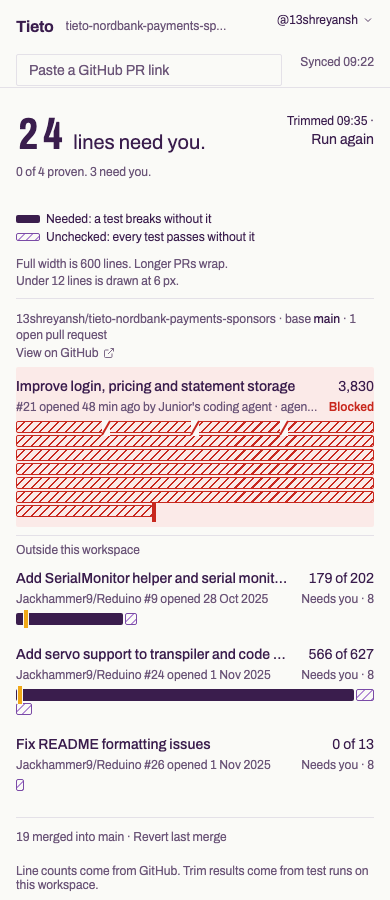 Tieto tieto-nordbank-payments-sp... @13shreyansh
Paste a GitHub PR link Synced 09:22
24 lines need you. Trimmed 09:35 ·
Run again
0 of 4 proven. 3 need you.
Needed: a test breaks without it
Unchecked: every test passes without it
Full width is 600 lines. Longer PRs wrap.
Under 12 lines is drawn at 6 px.
13shreyansh/tieto-nordbank-payments-sponsors · base main · 1
open pull request
View on GitHub
Improve login, pricing and statement storage 3,830
#21 opened 48 min ago by Junior's coding agent · agen... Blocked
Outside this workspace
Add SerialMonitor helper and serial monit... 179 of 202
Jackhammer9/Reduino #9 opened 28 Oct 2025 Needs you · 8
Add servo support to transpiler and code ... 566 of 627
Jackhammer9/Reduino #24 opened 1 Nov 2025 Needs you · 8
Fix README formatting issues 0 of 13
Jackhammer9/Reduino #26 opened 1 Nov 2025 Needs you · 8
19 merged into main · Revert last merge
Line counts come from GitHub. Trim results come from test runs on
this workspace.